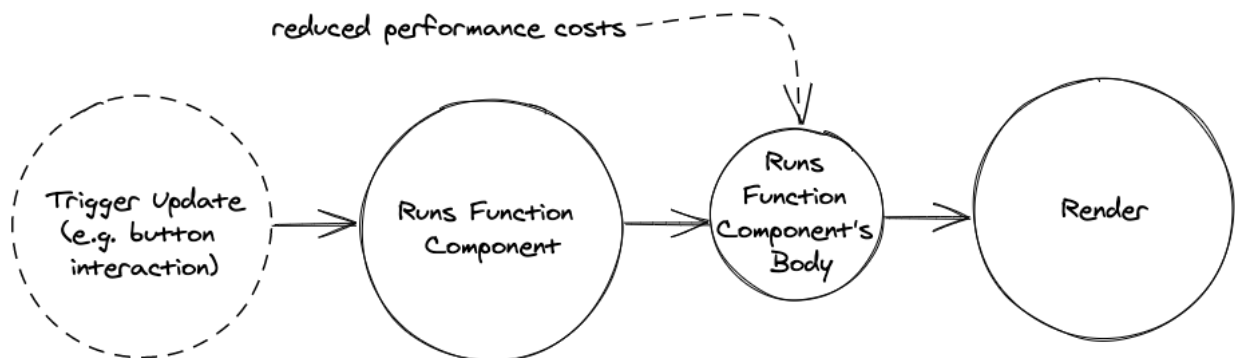 reduced performance costs
Trigger Update
(e.g. button
interaction)
Runs Function
Component
Runs
Function
Component's
Body
Render